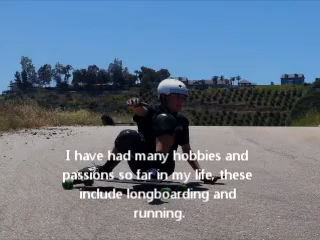 I have had many hobbies and
passions so far in my life, these
include longboarding and
running.